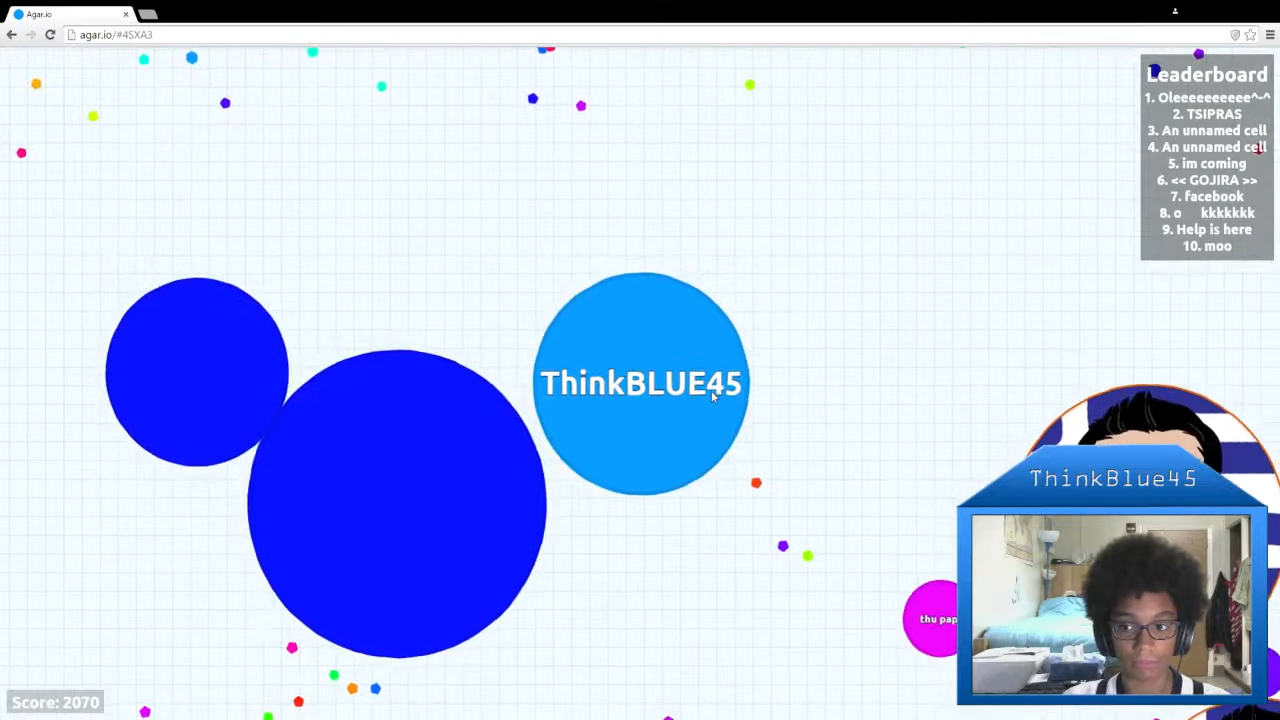 Agar.io
agar.io/#4SXA3
Leaderboard
1. Oleeeeeeeeee^-^
2. TSIPRAS
3. An unnamed cell
4. An unnamed cell
5. im coming
6. << GOJIRA >>
7. facebook
8. o kkkkkkk
9. Help is here
10. moo
ThinkBLUE45
ThinkBlue45
thu pap
Score: 2070